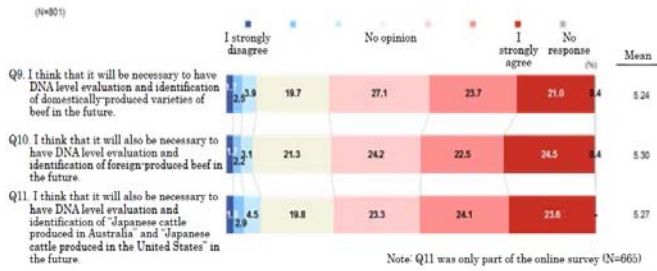 (N=801)
I strongly disagree
No opinion
I strongly agree
No response
(%)
Mean
Q9. I think that it will be necessary to have
DNA level evaluation and identification
of domestically-produced varieties of
beef in the future.
2.5 3.9 19.7 27.1 23.7 21.0 0.4
5.24
Q10. I think that it will also be necessary to
have DNA level evaluation and
identification of foreign-produced beef in
the future.
2.2 3.1 21.3 24.2 22.5 24.5 0.4
5.30
Q11. I think that it will also be necessary to
have DNA level evaluation and
identification of "Japanese cattle
produced in Australia" and "Japanese
cattle produced in the United States" in
the future.
2.9 4.5 19.8 23.3 24.1 23.6 -
5.27
Note: Q11 was only part of the online survey (N=665)